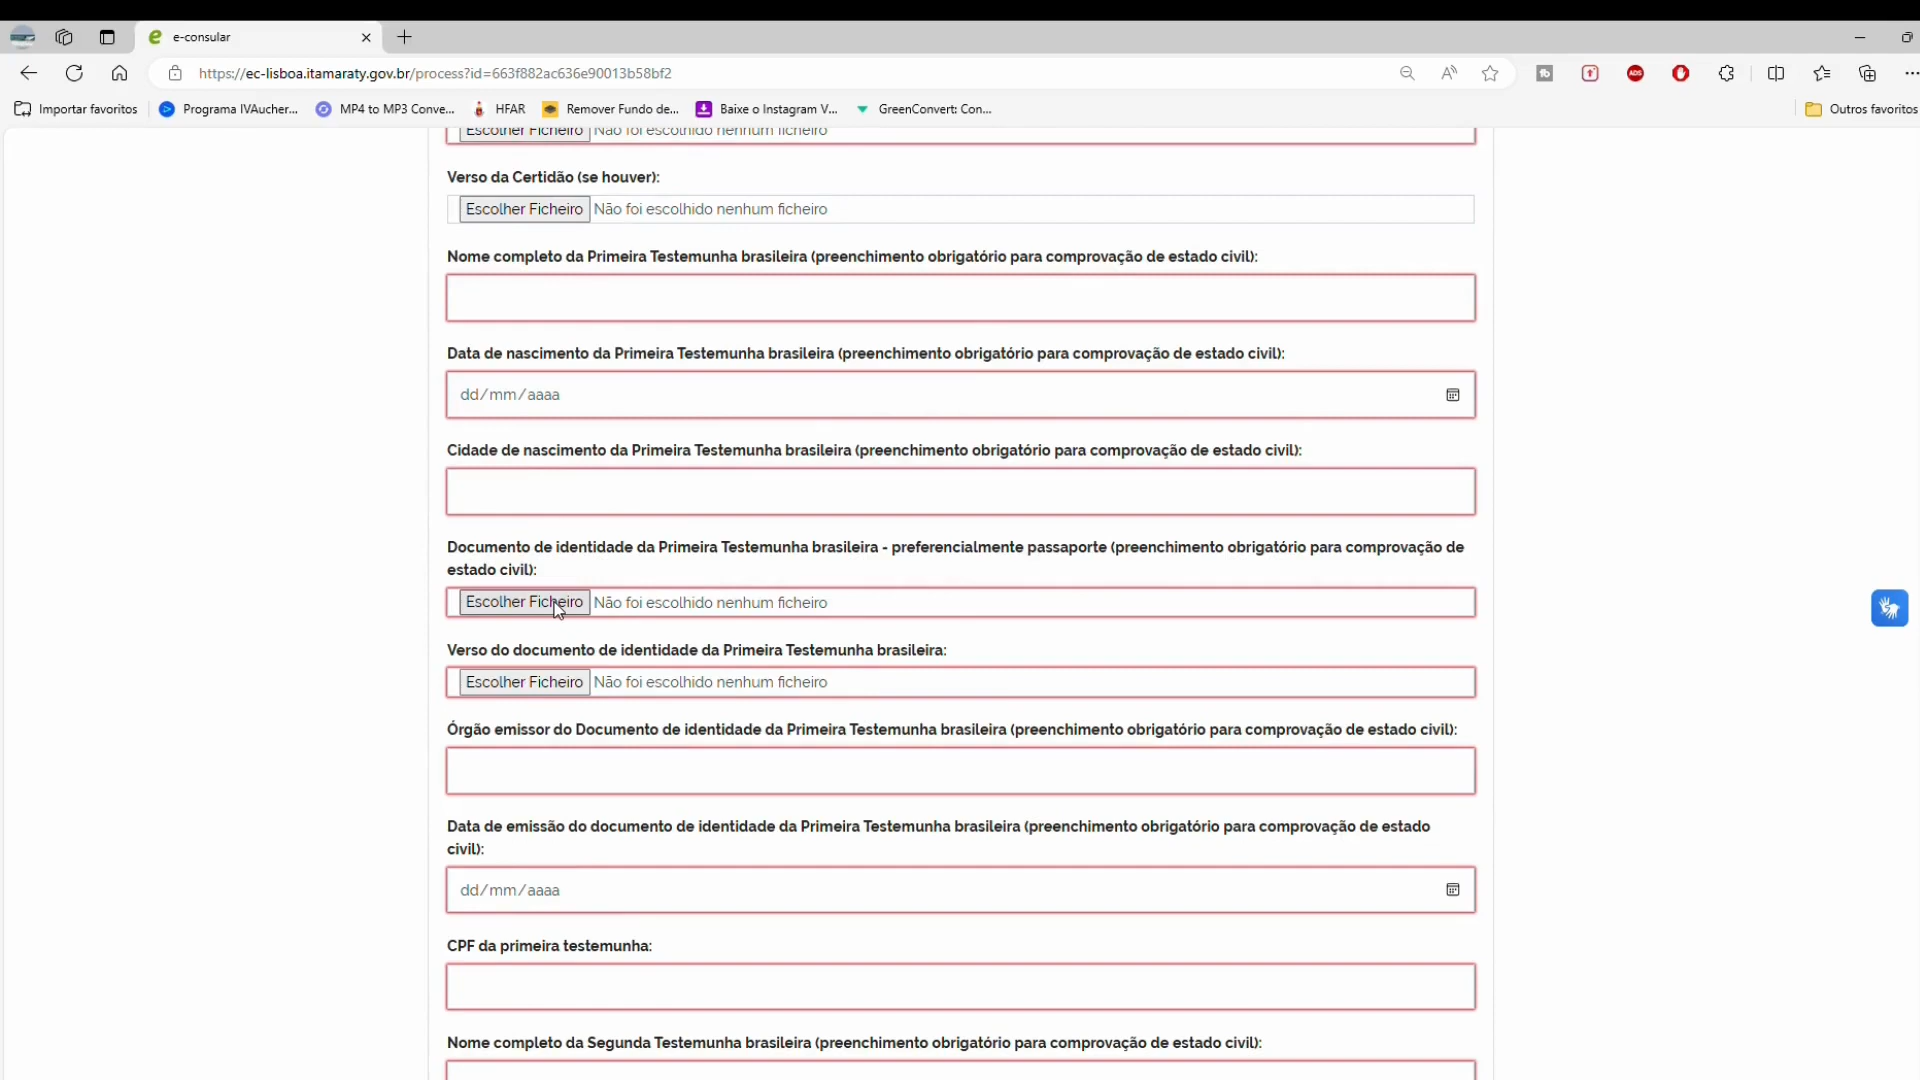 e-consular
https://ec-lisboa.itamaraty.gov.br/process?id=663f882ac636e90013b58bf2
Importar favoritos
Programa IVAucher...
MP4 to MP3 Conve...
HFAR
Remover Fundo de...
Baixe o Instagram V...
GreenConvert: Con...
Outros favoritos
Escolher Ficheiro Não foi escolhido nenhum ficheiro
Verso da Certidão (se houver):
Escolher Ficheiro Não foi escolhido nenhum ficheiro
Nome completo da Primeira Testemunha brasileira (preenchimento obrigatório para comprovação de estado civil):
Data de nascimento da Primeira Testemunha brasileira (preenchimento obrigatório para comprovação de estado civil):
dd/mm/aaaa
Cidade de nascimento da Primeira Testemunha brasileira (preenchimento obrigatório para comprovação de estado civil):
Documento de identidade da Primeira Testemunha brasileira - preferencialmente passaporte (preenchimento obrigatório para comprovação de
estado civil):
Escolher Ficheiro Não foi escolhido nenhum ficheiro
Verso do documento de identidade da Primeira Testemunha brasileira:
Escolher Ficheiro Não foi escolhido nenhum ficheiro
Órgão emissor do Documento de identidade da Primeira Testemunha brasileira (preenchimento obrigatório para comprovação de estado civil):
Data de emissão do documento de identidade da Primeira Testemunha brasileira (preenchimento obrigatório para comprovação de estado
civil):
dd/mm/aaaa
CPF da primeira testemunha:
Nome completo da Segunda Testemunha brasileira (preenchimento obrigatório para comprovação de estado civil):